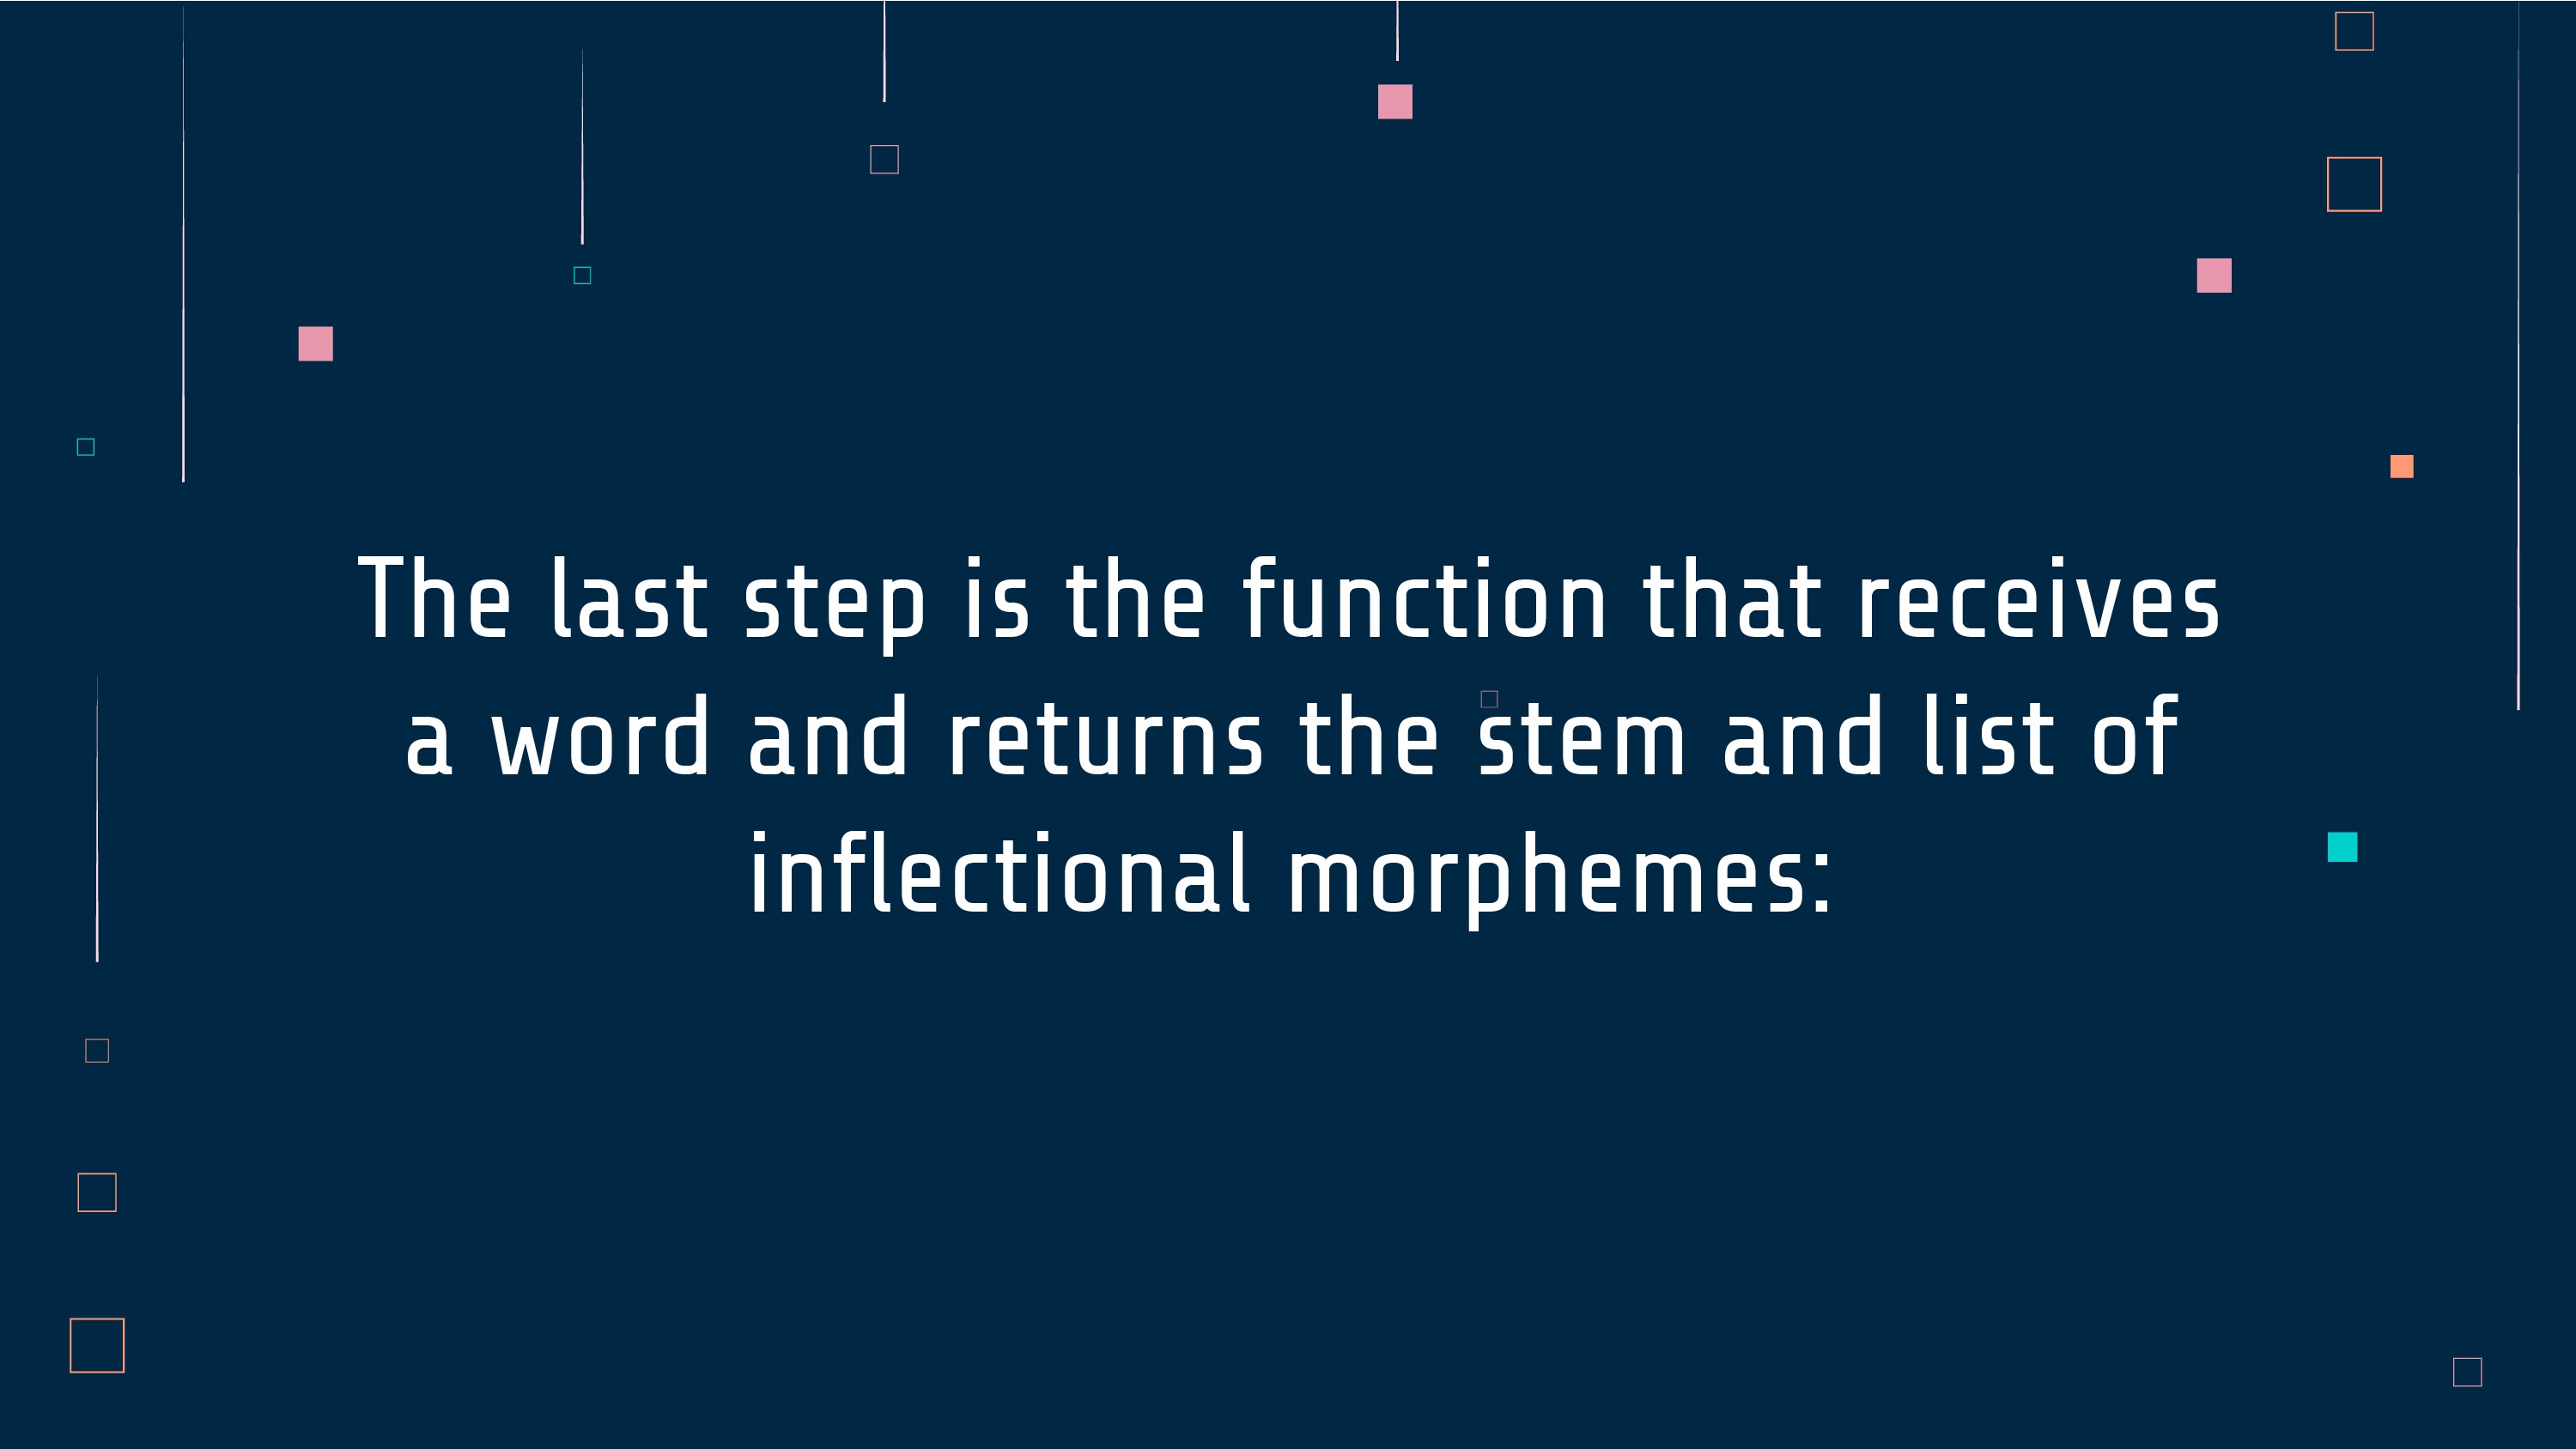 The last step is the function that receives
a word and returns the stem and list of
inflectional morphemes: